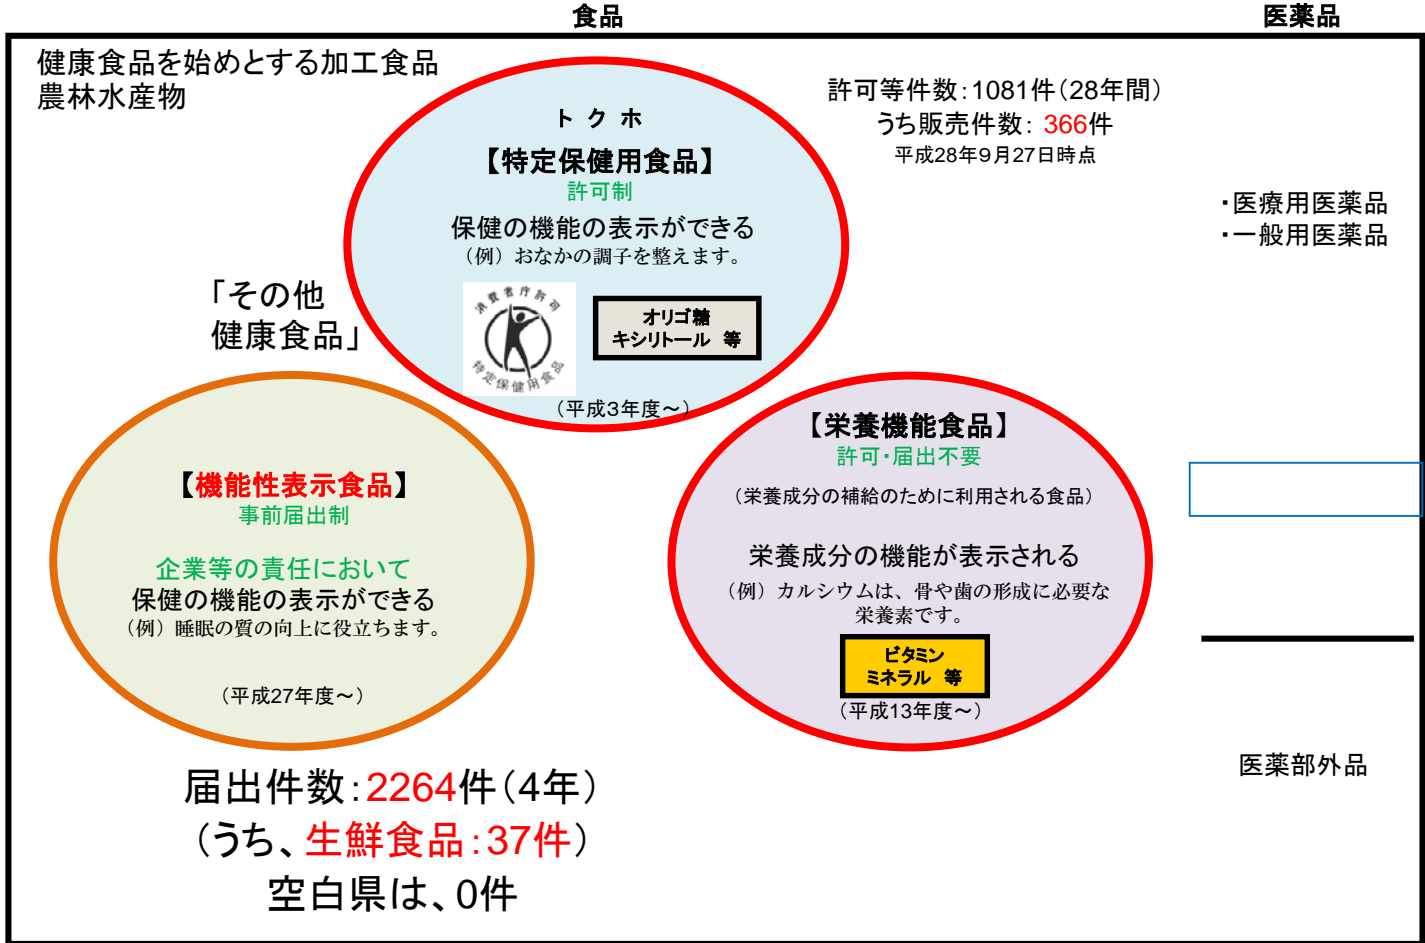 食品
医薬品
健康食品を始めとする加工食品
農林水産物
許可等件数:1081件(28年間)
うち販売件数: 366件
平成28年9月27日時点
トクホ
【特定保健用食品】
許可制
保健の機能の表示ができる
(例)おなかの調子を整えます。
消費者庁許可
特定保健用食品
オリゴ糖
キシリトール 等
(平成3年度~)
・医療用医薬品
・一般用医薬品
「その他
健康食品」
【機能性表示食品】
事前届出制
企業等の責任において
保健の機能の表示ができる
(例)睡眠の質の向上に役立ちます。
(平成27年度~)
【栄養機能食品】
許可・届出不要
(栄養成分の補給のために利用される食品)
栄養成分の機能が表示される
(例)カルシウムは、骨や歯の形成に必要な
栄養素です。
ビタミン
ミネラル 等
(平成13年度~)
医薬部外品
届出件数:2264件(4年)
(うち、生鮮食品:37件)
空白県は、0件